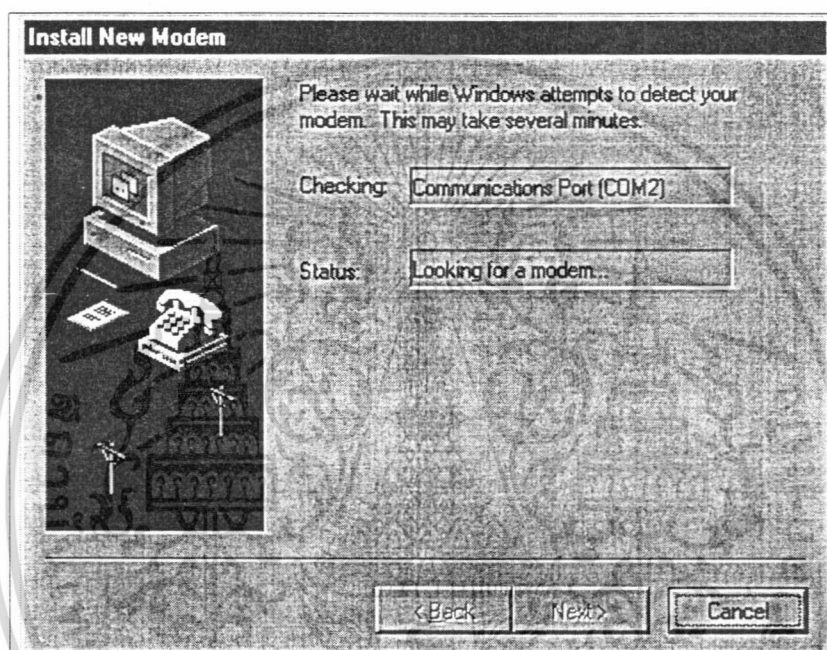 Install New Modem
Please wait while Windows attempts to detect your
modem. This may take several minutes.
Checking: Communications Port (COM2)
Status: Looking for a modem...
< Back Next > Cancel